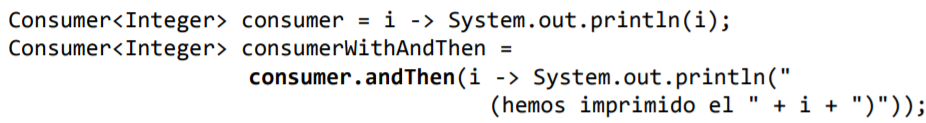 Consumer<Integer> consumer = i -> System.out.println(i);
Consumer<Integer> consumerWithAndThen =
consumer.andThen(i -> System.out.println("
(hemos imprimido el " + i + ")"));